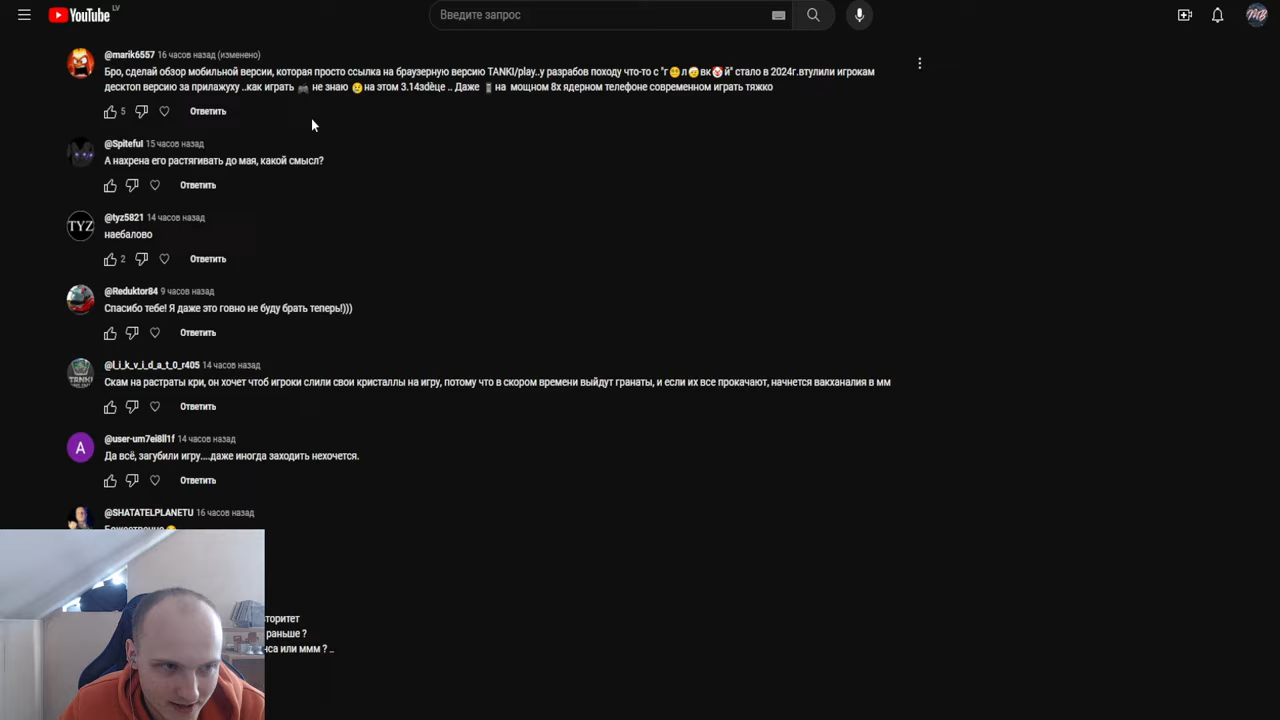 YouTube LV
Введите запрос
@marik6557 16 часов назад (изменено)
Бро, сделай обзор мобильной версии, которая просто ссылка на браузерную версию TANKI/play..у разрабов походу что-то с "г🤕л🤕вк🤡й" стало в 2024г.втулили игрокам
десктоп версию за прилажуху ..как играть 🎮 не знаю 😢на этом 3.14здèце .. Даже 📱на мощном 8х ядерном телефоне современном играть тяжко
5
Ответить
@Spiteful 15 часов назад
А нахрена его растягивать до мая, какой смысл?
Ответить
@tyz5821 14 часов назад
TYZ
наебалово
2
Ответить
@Reduktor84 9 часов назад
Спасибо тебе! Я даже это говно не буду брать теперь!)))
Ответить
@l_i_k_v_i_d_a_t_0_r405 14 часов назад
TANKI
Скам на растраты кри, он хочет чтоб игроки слили свои кристаллы на игру, потому что в скором времени выйдут гранаты, и если их все прокачают, начнется вакханалия в мм
Ответить
A
@user-um7ei8ll1f 14 часов назад
Да всё, загубили игру....даже иногда заходить нехочется.
Ответить
@SHATATELPLANETU 16 часов назад
Божественно
торитет
раньше ?
нса или ммм ? ..